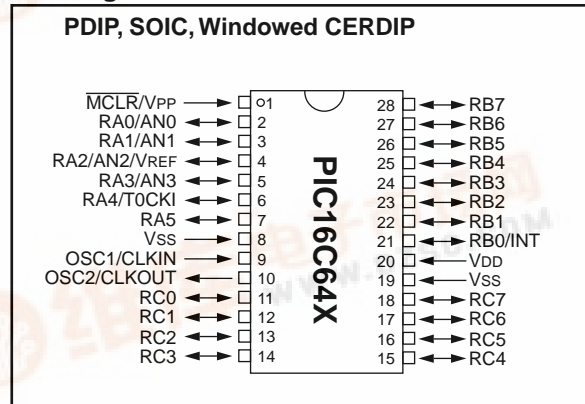 PDIP, SOIC, Windowed CERDIP
MCLR/VPP 1 28 RB7
RA0/AN0 2 27 RB6
RA1/AN1 3 26 RB5
RA2/AN2/VREF 4 25 RB4
RA3/AN3 5 24 RB3
RA4/T0CKI 6 23 RB2
RA5 7 22 RB1
VSS 8 21 RB0/INT
OSC1/CLKIN 9 20 VDD
OSC2/CLKOUT 10 19 VSS
RC0 11 18 RC7
RC1 12 17 RC6
RC2 13 16 RC5
RC3 14 15 RC4
PIC16C64X